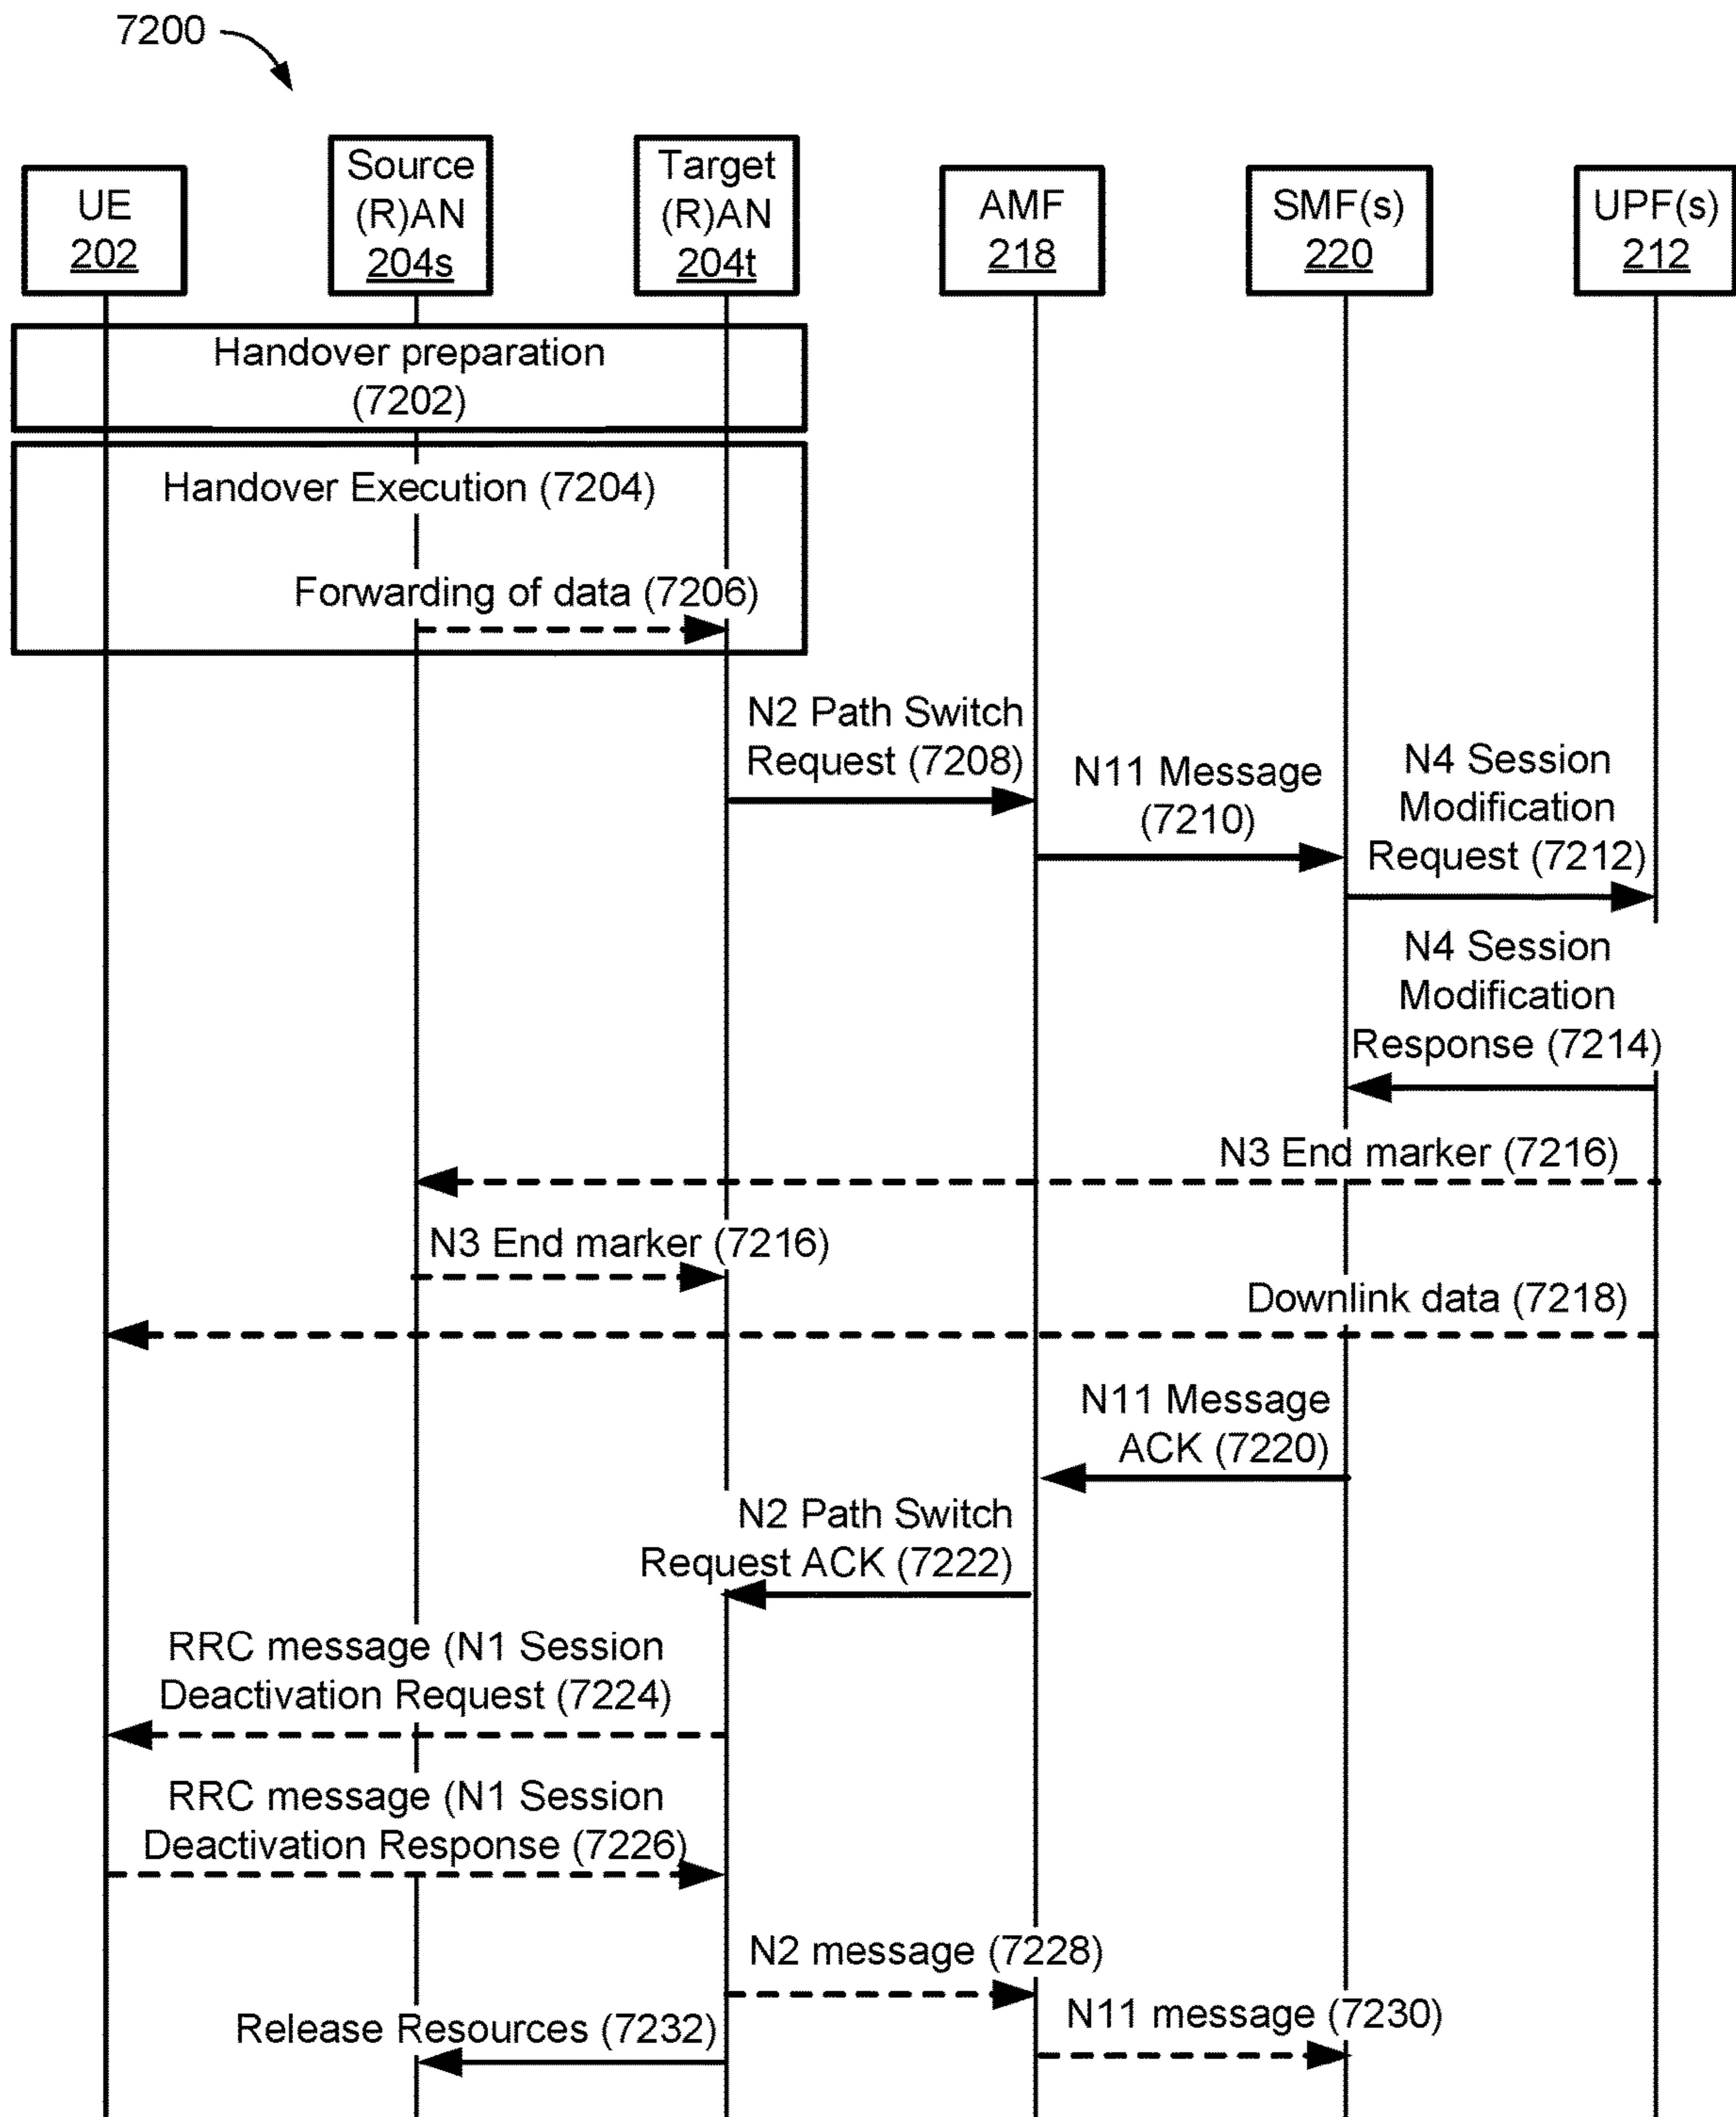 7200
UE
202
Source
(R)AN
204s
Target
(R)AN
204t
AMF
218
SMF(s)
220
UPF(s)
212
Handover preparation
(7202)
Handover Execution (7204)
Forwarding of data (7206)
N2 Path Switch
Request (7208)
N11 Message
(7210)
N4 Session
Modification
Request (7212)
N4 Session
Modification
Response (7214)
N3 End marker (7216)
N3 End marker (7216)
Downlink data (7218)
N11 Message
ACK (7220)
N2 Path Switch
Request ACK (7222)
RRC message (N1 Session
Deactivation Request (7224)
RRC message (N1 Session
Deactivation Response (7226)
N2 message (7228)
N11 message (7230)
Release Resources (7232)